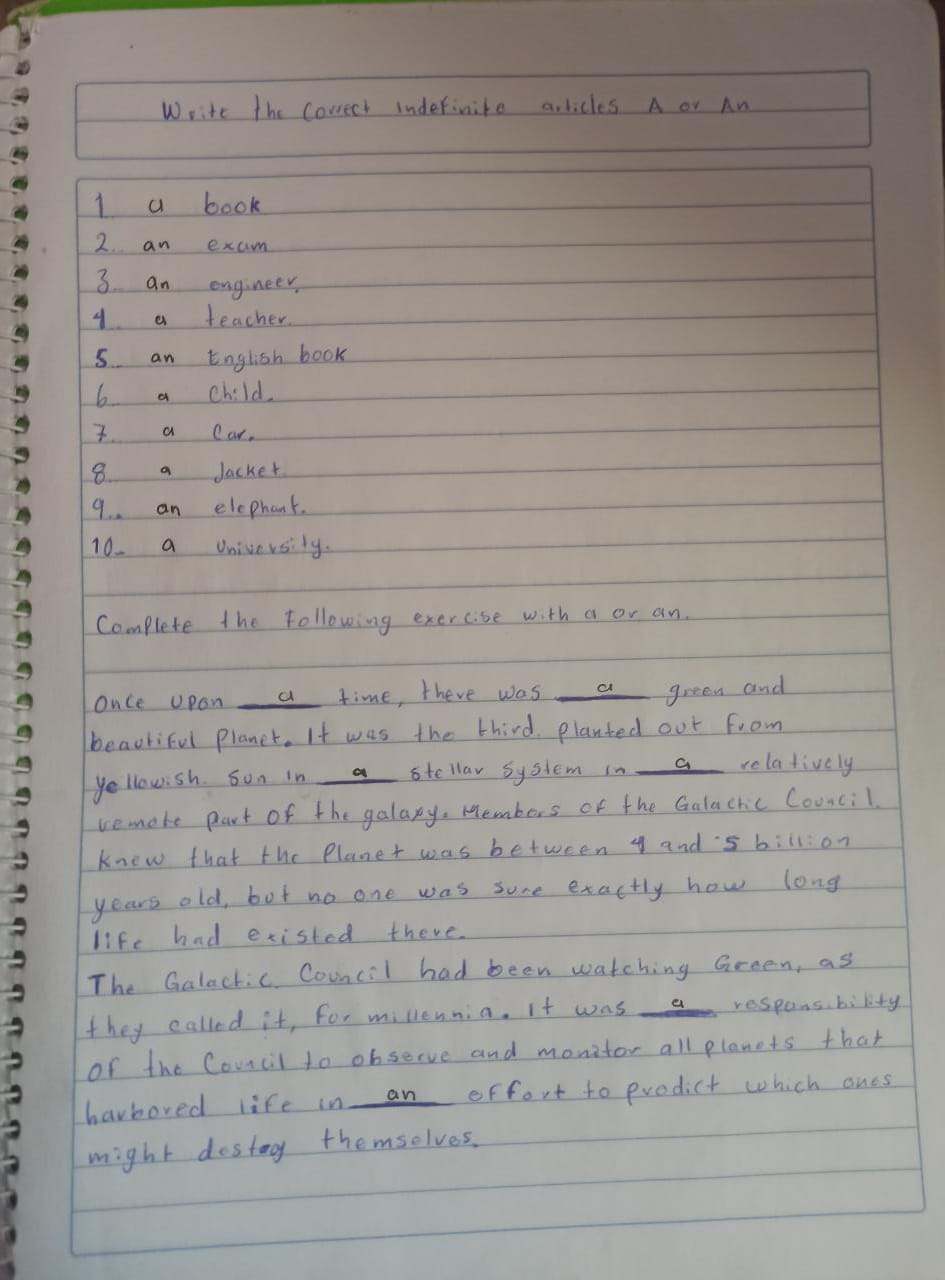 Write the correct indefinite articles A or An
1. a book
2. an exam
3. an engineer.
4 a teacher.
5.. an English book
6. a Child.
7. a Car.
8. a Jacket.
9.. an elephant.
10- a University.
Complete the following exercise with a or an.
Once upon a time, there was a green and
beautiful Planet. It was the third. planted out from
yellowish sun in a stellar system in a relatively
remote part of the galaxy. Members of the Galactic Council.
Knew that the Planet was between 4 and 5 billion
years old, but no one was sure exactly how long
life had existed there.
The Galactic Council had been watching Green, as
they called it, for millennia. It was a responsibility
of the Council to observe and monitor all planets that
harbored life in an effort to predict which ones
might destroy themselves.